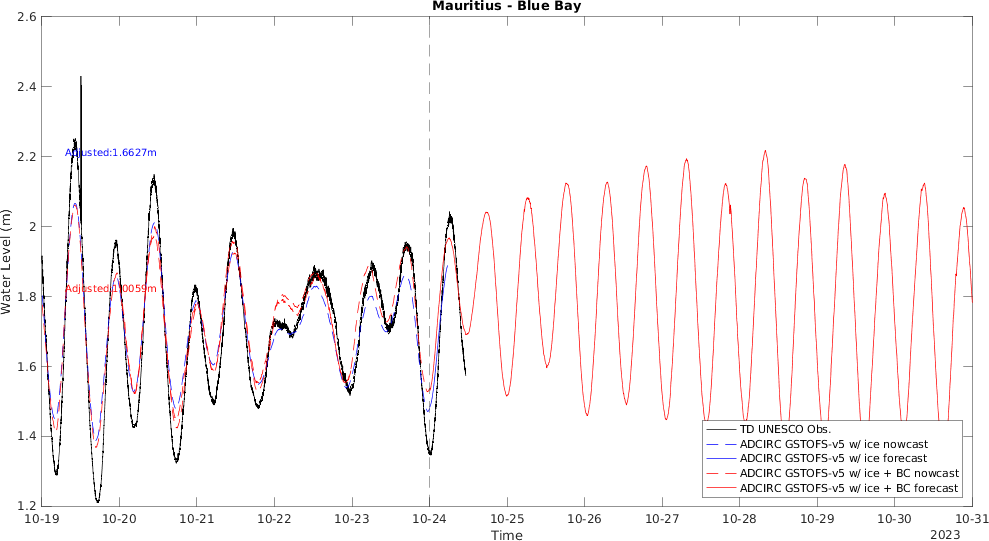 Mauritius - Blue Bay
Water Level (m)
2.6
2.4
2.2
2
1.8
1.6
1.4
1.2
Adjusted:1.6627m
Adjusted:1.0059m
TD UNESCO Obs.
ADCIRC GSTOFS-v5 w/ ice nowcast
ADCIRC GSTOFS-v5 w/ ice forecast
ADCIRC GSTOFS-v5 w/ ice + BC nowcast
ADCIRC GSTOFS-v5 w/ ice + BC forecast
10-19 10-20 10-21 10-22 10-23 10-24 10-25 10-26 10-27 10-28 10-29 10-30 10-31
Time
2023